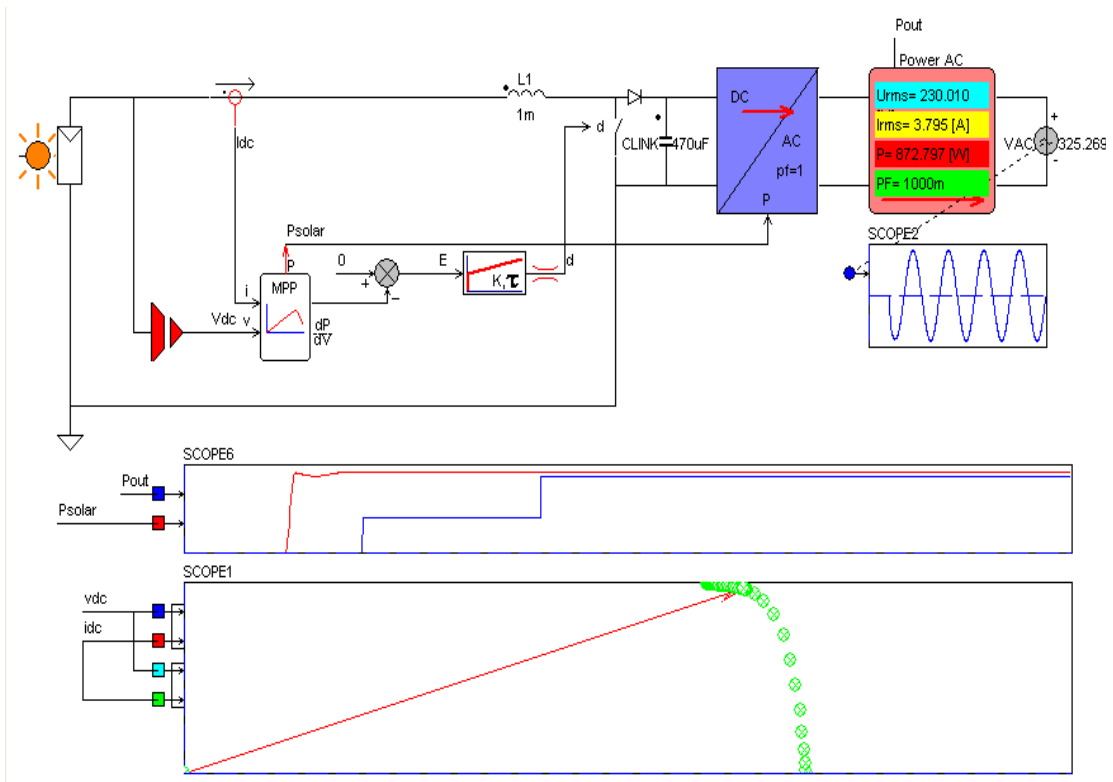 Pout
Power AC
L1
1m
Idc
d
CLINK
470uF
DC
AC
pf=1
P
Urms= 230.010
Irms= 3.795 [A]
P= 872.797 [W]
PF= 1000m
VAC
325.269
+
-
Psolar
P
MPP
i
v
Vdc
dP
dV
0
+
−
E
K,τ
d
SCOPE2
SCOPE6
Pout
Psolar
SCOPE1
vdc
idc